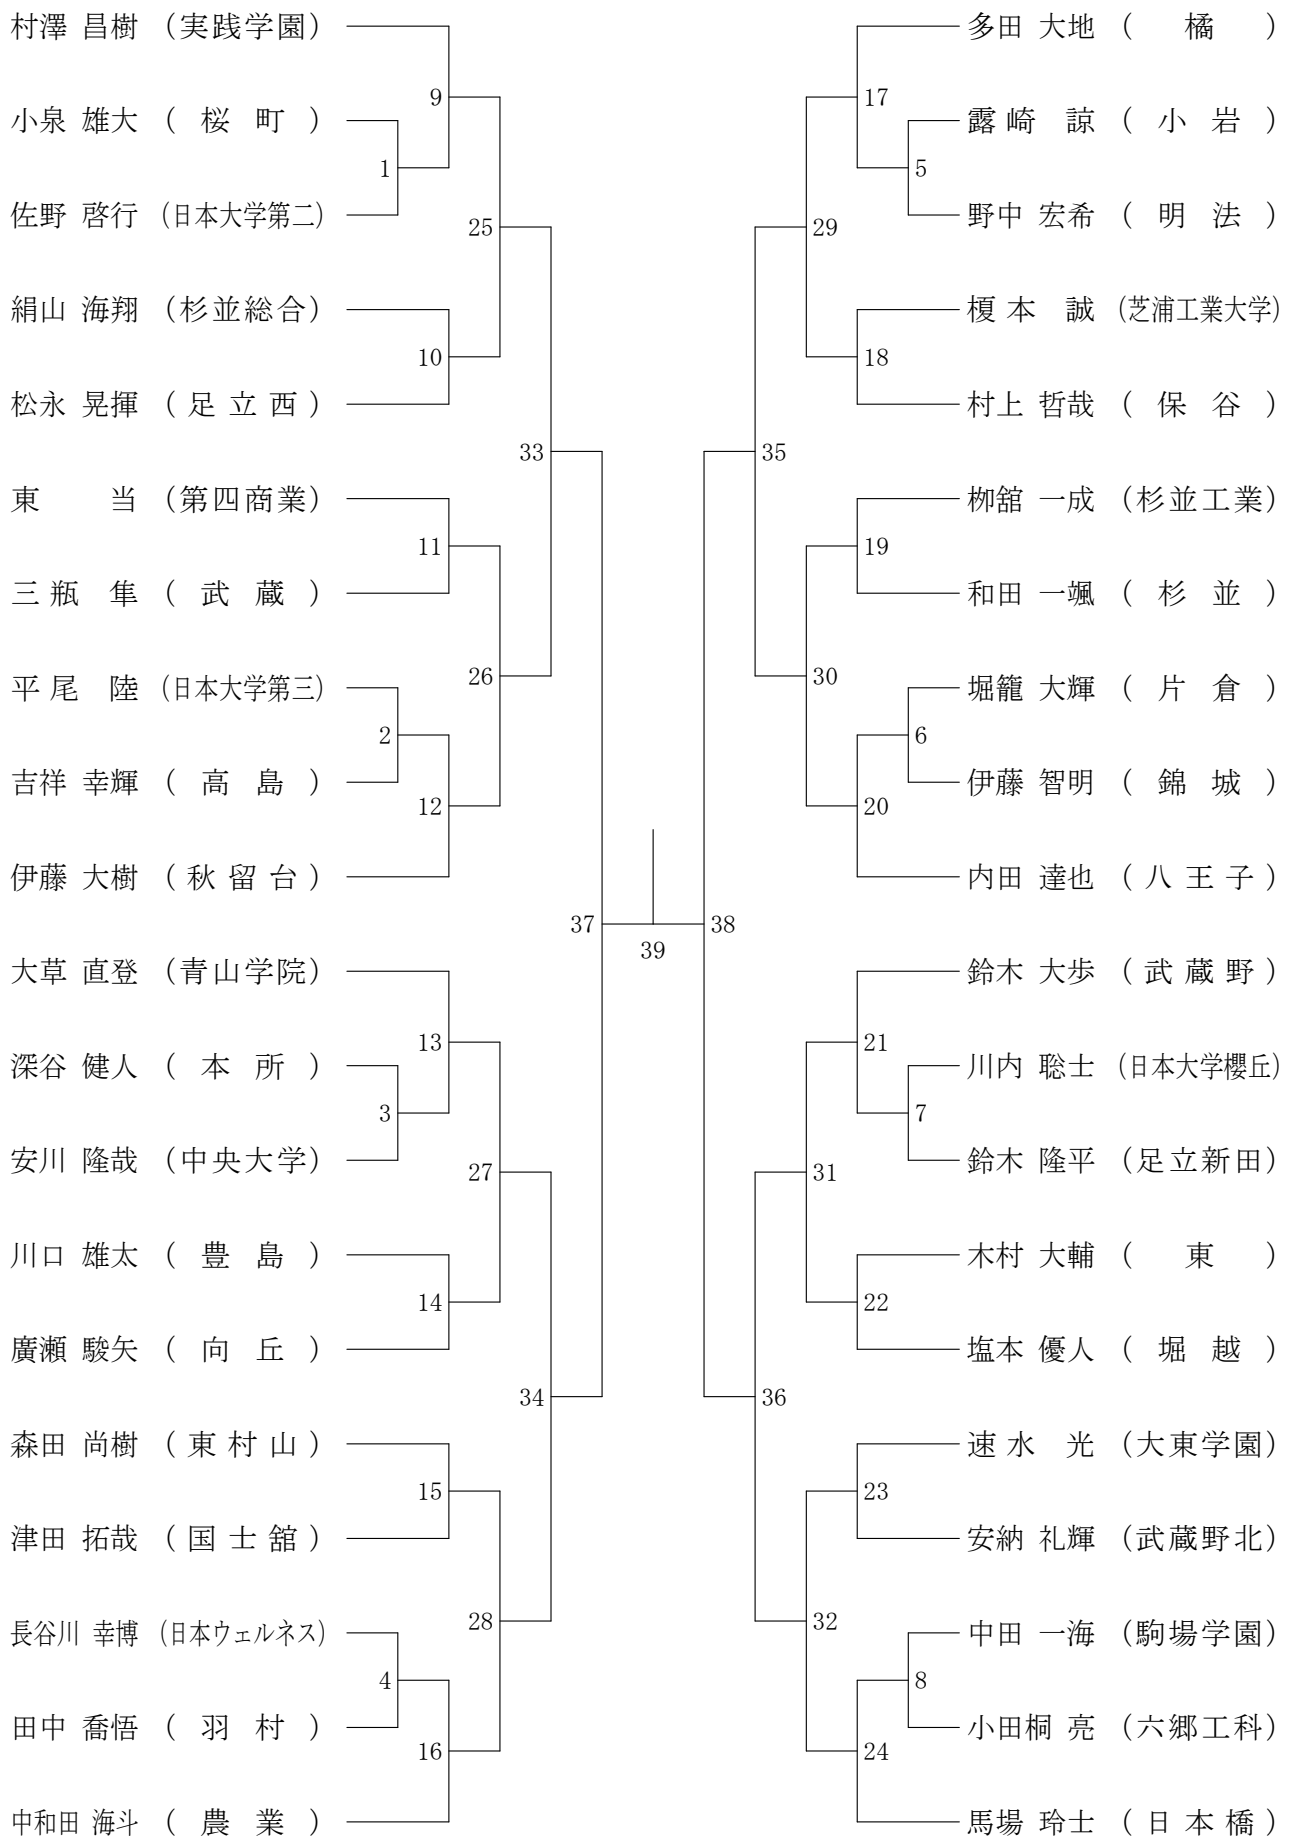 村澤 昌樹 （実践学園）
小泉 雄大 （ 桜 町 ）
佐野 啓行 （日本大学第二）
絹山 海翔 （杉並総合）
松永 晃揮 （ 足 立 西 ）
東 当 （第四商業）
三 瓶 隼 （ 武 蔵 ）
平 尾 陸 （日本大学第三）
吉祥 幸輝 （ 高 島 ）
伊藤 大樹 （ 秋 留 台 ）
大草 直登 （青山学院）
深谷 健人 （ 本 所 ）
安川 隆哉 （中央大学）
川口 雄太 （ 豊 島 ）
廣瀬 駿矢 （ 向 丘 ）
森田 尚樹 （ 東 村 山 ）
津田 拓哉 （ 国 士 舘 ）
長谷川 幸博 （日本ウェルネス）
田中 喬悟 （ 羽 村 ）
中和田 海斗 （ 農 業 ）
1
2
3
4
9
10
11
12
13
14
15
16
25
26
27
28
33
34
37
39
38
35
36
29
30
31
32
17
18
19
20
21
22
23
24
5
6
7
8
多田 大地 （ 橘 ）
露 崎 諒 （ 小 岩 ）
野中 宏希 （ 明 法 ）
榎 本 誠 （芝浦工業大学）
村上 哲哉 （ 保 谷 ）
栁舘 一成 （杉並工業）
和田 一颯 （ 杉 並 ）
堀籠 大輝 （ 片 倉 ）
伊藤 智明 （ 錦 城 ）
内田 達也 （ 八 王 子 ）
鈴木 大歩 （ 武 蔵 野 ）
川内 聡士 （日本大学櫻丘）
鈴木 隆平 （足立新田）
木村 大輔 （ 東 ）
塩本 優人 （ 堀 越 ）
速 水 光 （大東学園）
安納 礼輝 （武蔵野北）
中田 一海 （駒場学園）
小田桐 亮 （六郷工科）
馬場 玲士 （ 日 本 橋 ）